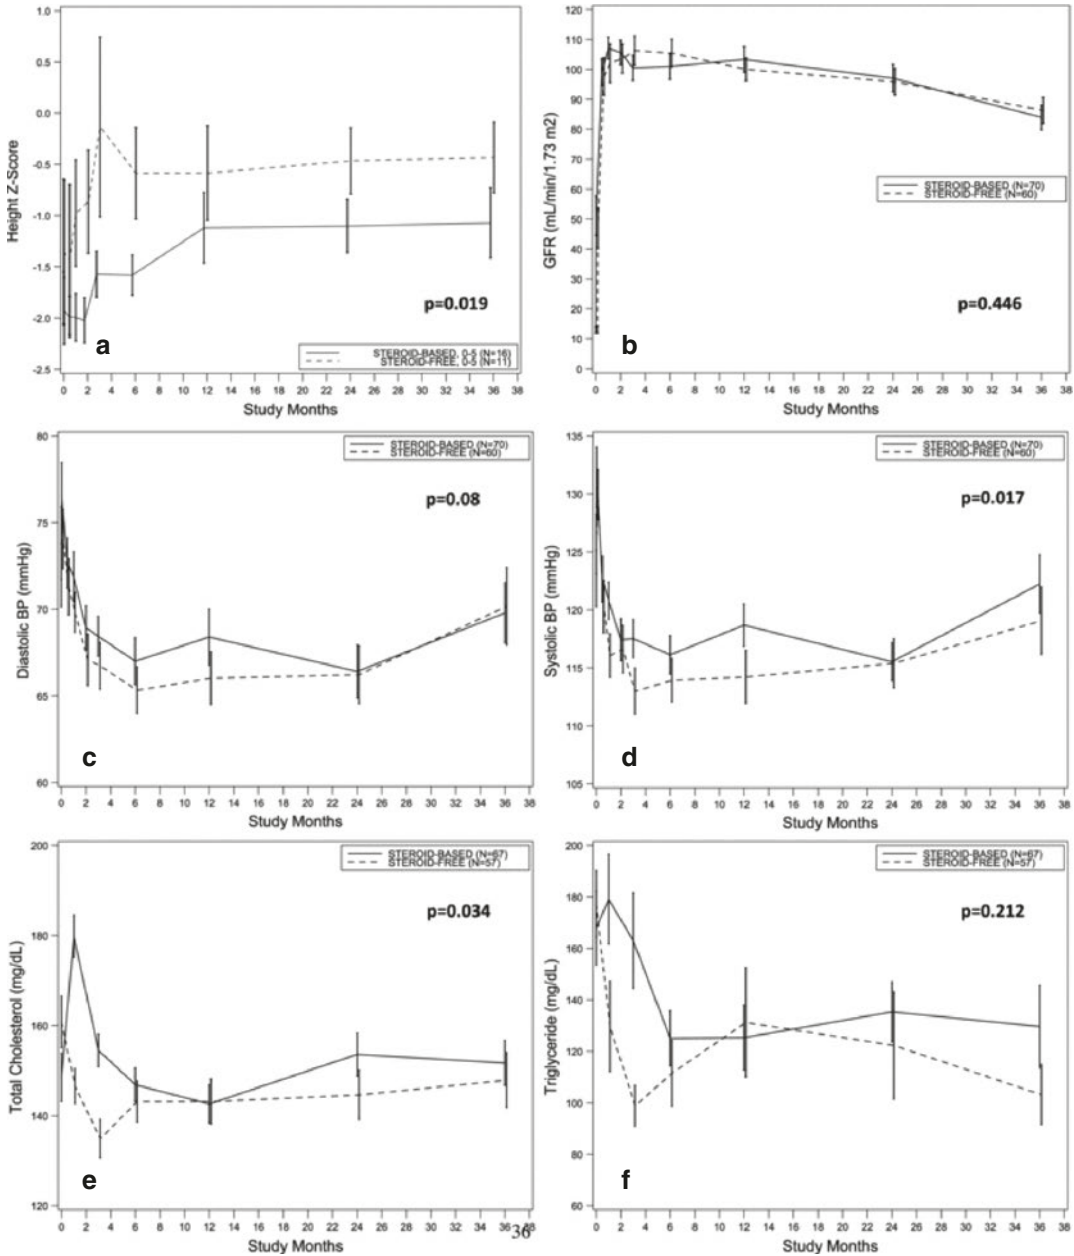 1.0
0.5
0.0
-0.5
-1.0
-1.5
-2.0
-2.5
Height Z-Score
p=0.019
a
STEROID-BASED, 0-5 (N=16)
STEROID-FREE, 0-5 (N=11)
0 2 4 6 8 10 12 14 16 18 20 22 24 26 28 30 32 34 36 38
Study Months
120
110
100
90
80
70
60
50
40
30
20
10
0
GFR (mL/min/1.73 m2)
STEROID-BASED (N=70)
STEROID-FREE (N=60)
p=0.446
b
0 2 4 6 8 10 12 14 16 18 20 22 24 26 28 30 32 34 36 38
Study Months
80
75
70
65
60
Diastolic BP (mmHg)
STEROID-BASED (N=70)
STEROID-FREE (N=60)
p=0.08
c
0 2 4 6 8 10 12 14 16 18 20 22 24 26 28 30 32 34 36 38
Study Months
135
130
125
120
115
110
105
Systolic BP (mmHg)
STEROID-BASED (N=70)
STEROID-FREE (N=60)
p=0.017
d
0 2 4 6 8 10 12 14 16 18 20 22 24 26 28 30 32 34 36 38
Study Months
200
180
160
140
120
Total Cholesterol (mg/dL)
STEROID-BASED (N=67)
STEROID-FREE (N=57)
p=0.034
e
0 2 4 6 8 10 12 14 16 18 20 22 24 26 28 30 32 34 36 38
36
Study Months
200
180
160
140
120
100
80
60
Triglyceride (mg/dL)
STEROID-BASED (N=67)
STEROID-FREE (N=57)
p=0.212
f
0 2 4 6 8 10 12 14 16 18 20 22 24 26 28 30 32 34 36 38
Study Months